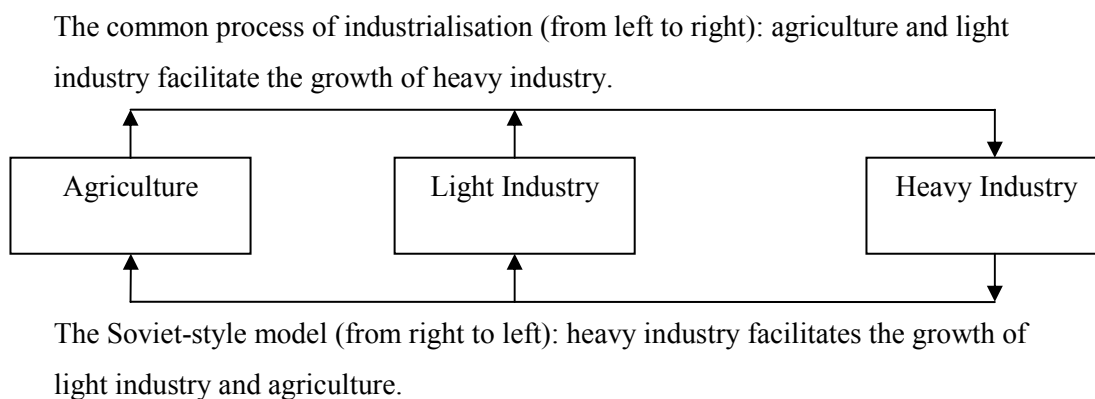 The common process of industrialisation (from left to right): agriculture and light
industry facilitate the growth of heavy industry.
Agriculture
Light Industry
Heavy Industry
The Soviet-style model (from right to left): heavy industry facilitates the growth of
light industry and agriculture.